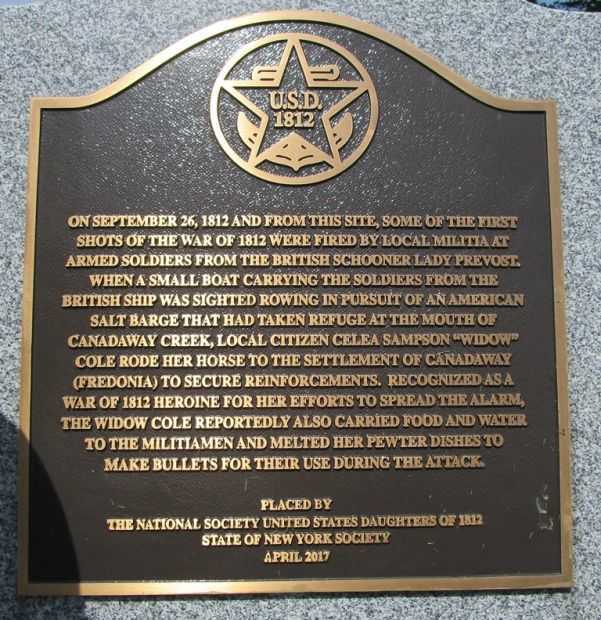 U.S.D.
1812
ON SEPTEMBER 26, 1812 AND FROM THIS SITE, SOME OF THE FIRST
SHOTS OF THE WAR OF 1812 WERE FIRED BY LOCAL MILITIA AT
ARMED SOLDIERS FROM THE BRITISH SCHOONER LADY PREVOST.
WHEN A SMALL BOAT CARRYING THE SOLDIERS FROM THE
BRITISH SHIP WAS SIGHTED ROWING IN PURSUIT OF AN AMERICAN
SALT BARGE THAT HAD TAKEN REFUGE AT THE MOUTH OF
CANADAWAY CREEK, LOCAL CITIZEN CELEA SAMPSON “WIDOW”
COLE RODE HER HORSE TO THE SETTLEMENT OF CANADAWAY
(FREDONIA) TO SECURE REINFORCEMENTS. RECOGNIZED AS A
WAR OF 1812 HEROINE FOR HER EFFORTS TO SPREAD THE ALARM,
THE WIDOW COLE REPORTEDLY ALSO CARRIED FOOD AND WATER
TO THE MILITIAMEN AND MELTED HER PEWTER DISHES TO
MAKE BULLETS FOR THEIR USE DURING THE ATTACK.
PLACED BY
THE NATIONAL SOCIETY UNITED STATES DAUGHTERS OF 1812
STATE OF NEW YORK SOCIETY
APRIL 2017